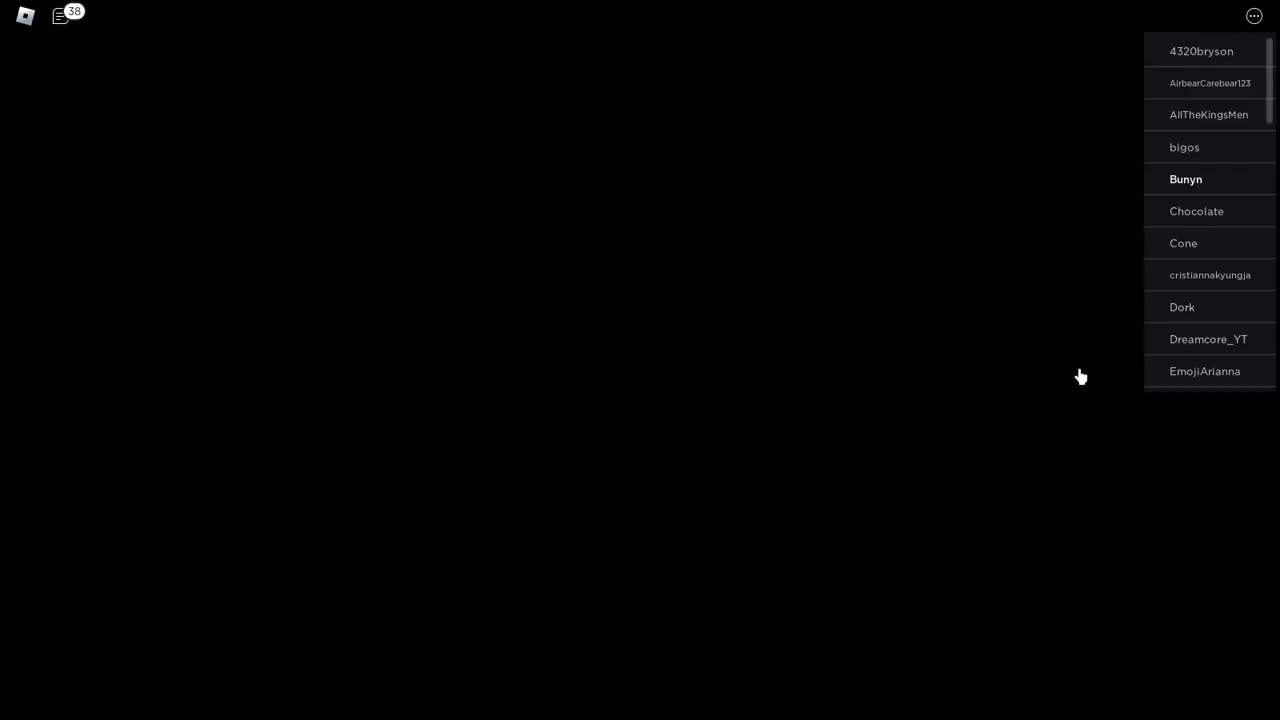 38
4320bryson
AirbearCarebear123
AllTheKingsMen
bigos
Bunyn
Chocolate
Cone
cristiannakyungja
Dork
Dreamcore_YT
EmojiArianna